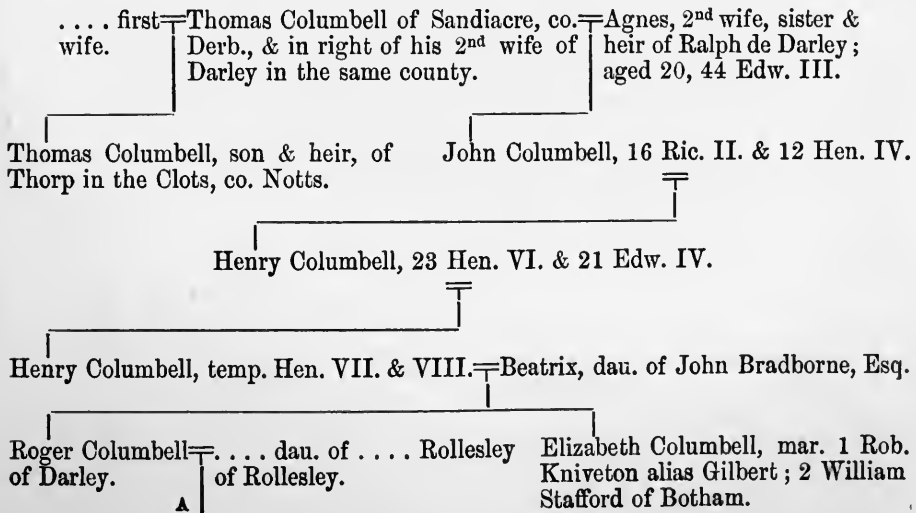 . . . . first
wife.
Thomas Columbell of Sandiacre, co.
Derb., & in right of his 2nd wife of
Darley in the same county.
Agnes, 2nd wife, sister &
heir of Ralph de Darley;
aged 20, 44 Edw. III.
Thomas Columbell, son & heir, of
Thorp in the Clots, co. Notts.
John Columbell, 16 Ric. II. & 12 Hen. IV.
Henry Columbell, 23 Hen. VI. & 21 Edw. IV.
Henry Columbell, temp. Hen. VII. & VIII.
Beatrix, dau. of John Bradborne, Esq.
Roger Columbell
of Darley.
. . . . dau. of . . . . Rollesley
of Rollesley.
Elizabeth Columbell, mar. 1 Rob.
Kniveton alias Gilbert; 2 William
Stafford of Botham.
A